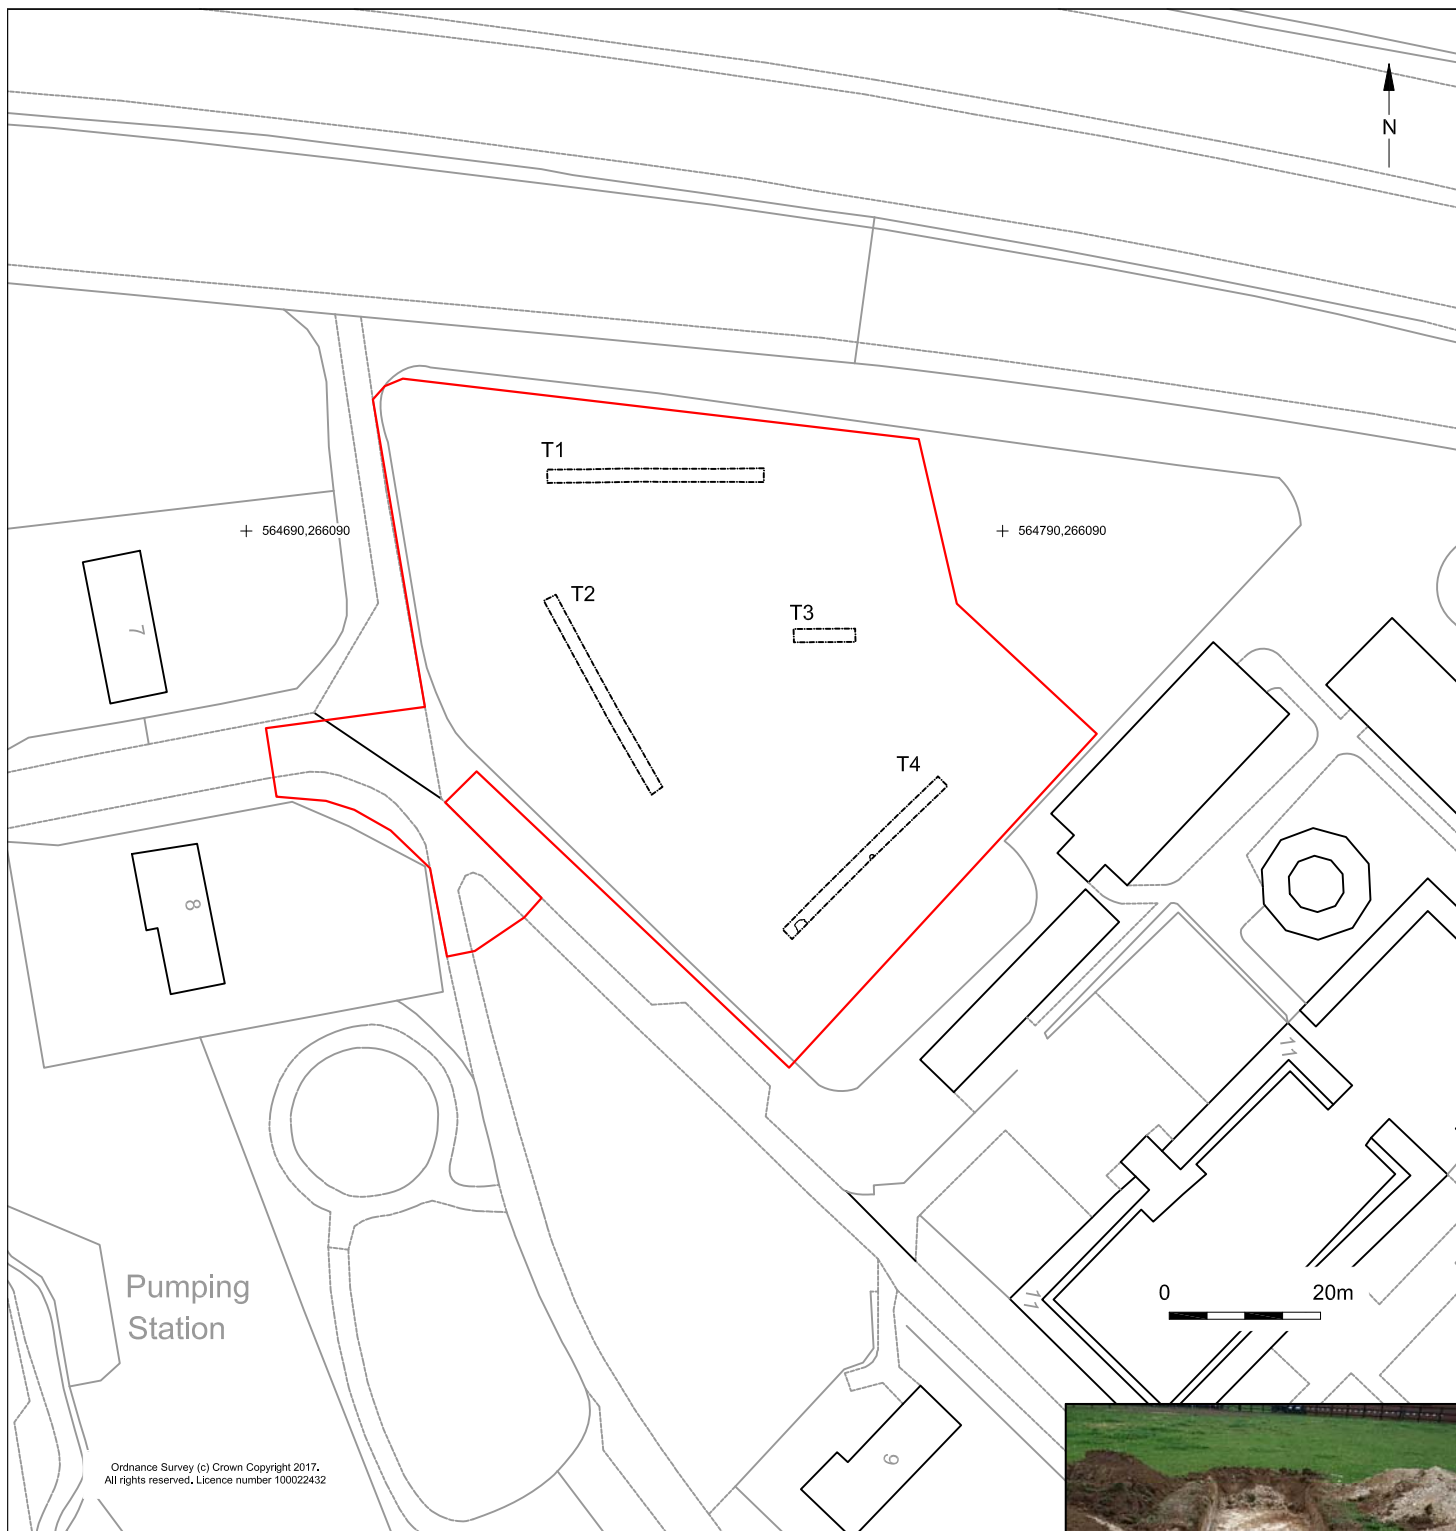 N
T1
564690,266090
564790,266090
T2
T3
7
T4
8
11
Pumping
Station
0 20m
11
9
Ordnance Survey (c) Crown Copyright 2017.
All rights reserved. Licence number 100022432